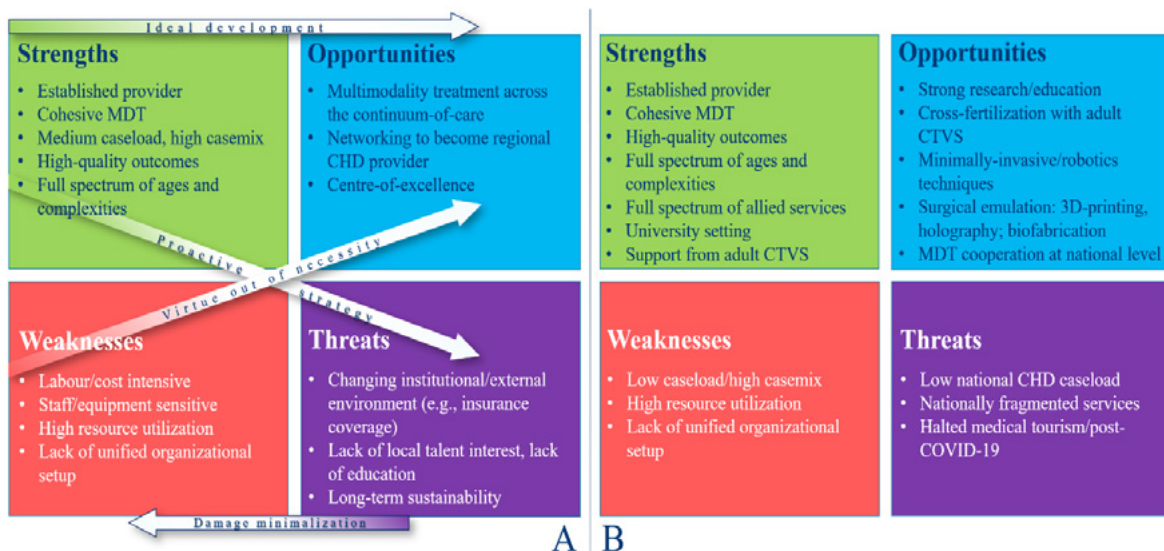 Ideal development
Strengths
• Established provider
• Cohesive MDT
• Medium caseload, high casemix
• High-quality outcomes
• Full spectrum of ages and
complexities
Opportunities
• Multimodality treatment across
the continuum-of-care
• Networking to become regional
CHD provider
• Centre-of-excellence
Proactive
strategy
Virtue out of necessity
Weaknesses
• Labour/cost intensive
• Staff/equipment sensitive
• High resource utilization
• Lack of unified organizational
setup
Threats
• Changing institutional/external
environment (e.g., insurance
coverage)
• Lack of local talent interest, lack
of education
• Long-term sustainability
Damage minimalization
A
B
Strengths
• Established provider
• Cohesive MDT
• High-quality outcomes
• Full spectrum of ages and
complexities
• Full spectrum of allied services
• University setting
• Support from adult CTVS
Opportunities
• Strong research/education
• Cross-fertilization with adult
CTVS
• Minimally-invasive/robotics
techniques
• Surgical emulation: 3D-printing,
holography; biofabrication
• MDT cooperation at national level
Weaknesses
• Low caseload/high casemix
• High resource utilization
• Lack of unified organizational
setup
Threats
• Low national CHD caseload
• Nationally fragmented services
• Halted medical tourism/post-
COVID-19